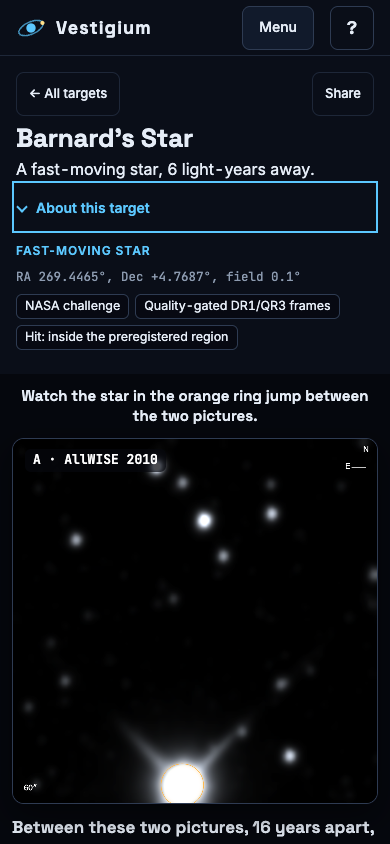 Vestigium
Menu
?
← All targets
Share
Barnard's Star
A fast-moving star, 6 light-years away.
About this target
FAST-MOVING STAR
RA 269.4465°, Dec +4.7687°, field 0.1°
NASA challenge
Quality-gated DR1/QR3 frames
Hit: inside the preregistered region
Watch the star in the orange ring jump between
the two pictures.
A · AllWISE 2010
N
E
60"
Between these two pictures, 16 years apart,